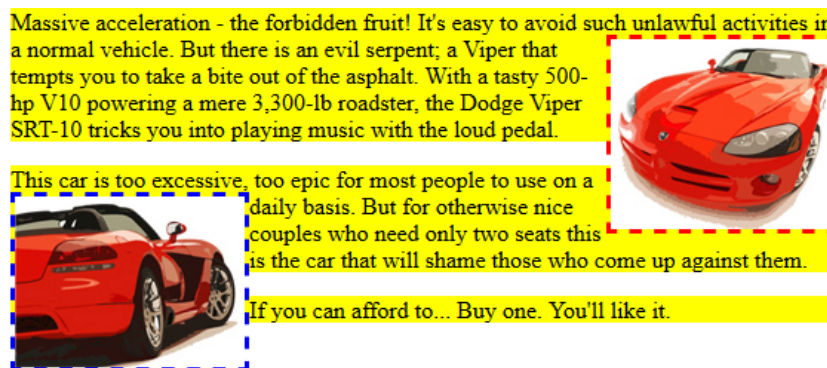 Massive acceleration - the forbidden fruit! It's easy to avoid such unlawful activities in
a normal vehicle. But there is an evil serpent; a Viper that
tempts you to take a bite out of the asphalt. With a tasty 500-
hp V10 powering a mere 3,300-lb roadster, the Dodge Viper
SRT-10 tricks you into playing music with the loud pedal.
This car is too excessive, too epic for most people to use on a
daily basis. But for otherwise nice
couples who need only two seats this
is the car that will shame those who come up against them.
If you can afford to... Buy one. You'll like it.